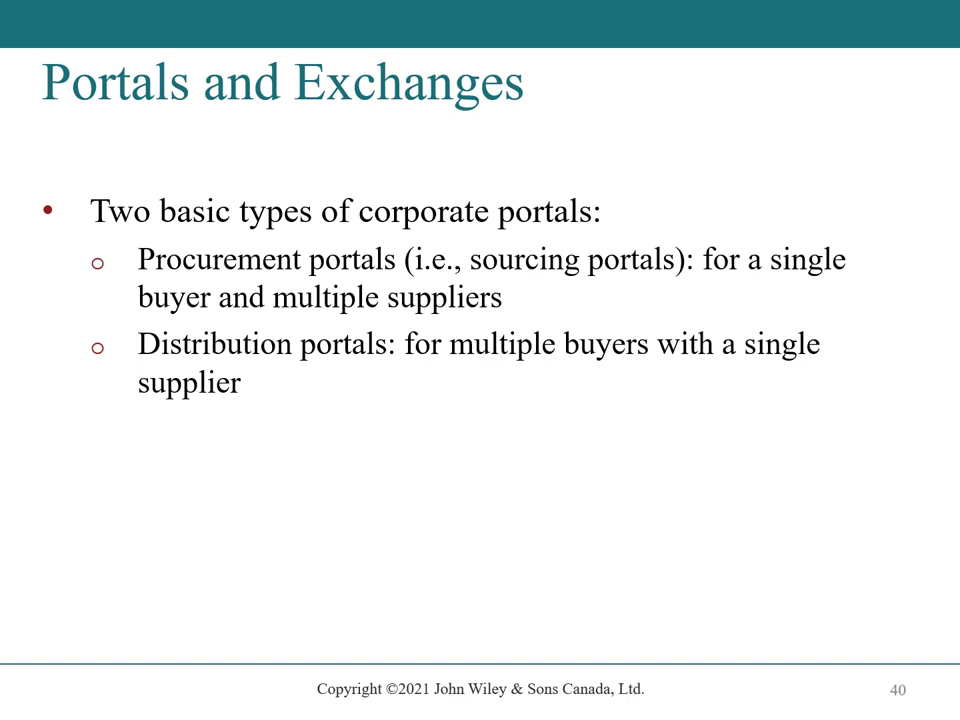 Portals and Exchanges
• Two basic types of corporate portals:
o Procurement portals (i.e., sourcing portals): for a single
buyer and multiple suppliers
o Distribution portals: for multiple buyers with a single
supplier
Copyright ©2021 John Wiley & Sons Canada, Ltd.
40